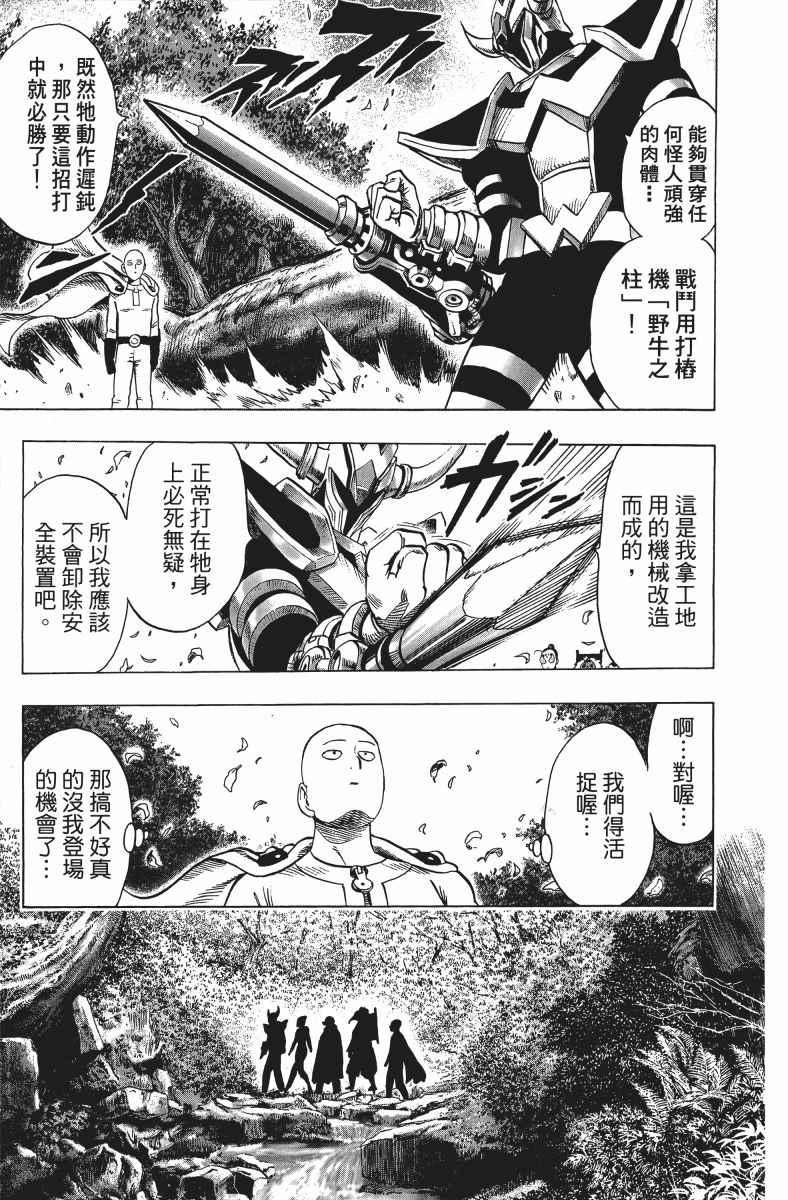 能夠貫穿任
何怪人頑強
的肉體…
戰鬥用打樁
機「野牛之
柱」！
既然牠動作遲鈍
，那只要這招打
中就必勝了！
這是我拿工地
用的機械改造
而成的，
ガシッ
正常打在牠身
上必死無疑，
所以我應該
不會卸除安
全裝置吧。
啊…對喔…
我們得活
捉喔…
那搞不好真
的沒我登場
的機會了…